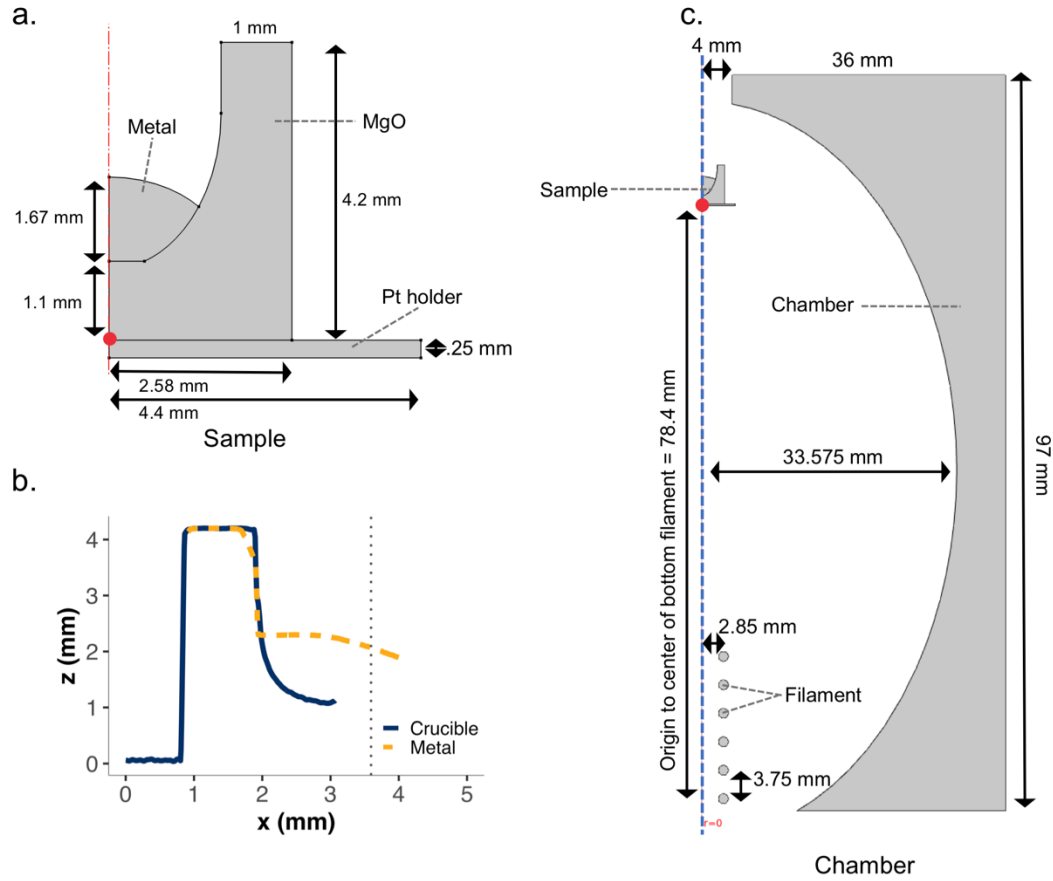 a.
1 mm
Metal
MgO
1.67 mm
4.2 mm
1.1 mm
Pt holder
.25 mm
2.58 mm
4.4 mm
Sample
b.
z (mm)
4
3
2
1
0
Crucible
Metal
0 1 2 3 4 5
x (mm)
c.
4 mm
36 mm
Sample
Chamber
Origin to center of bottom filament = 78.4 mm
33.575 mm
97 mm
2.85 mm
Filament
3.75 mm
r=0
Chamber